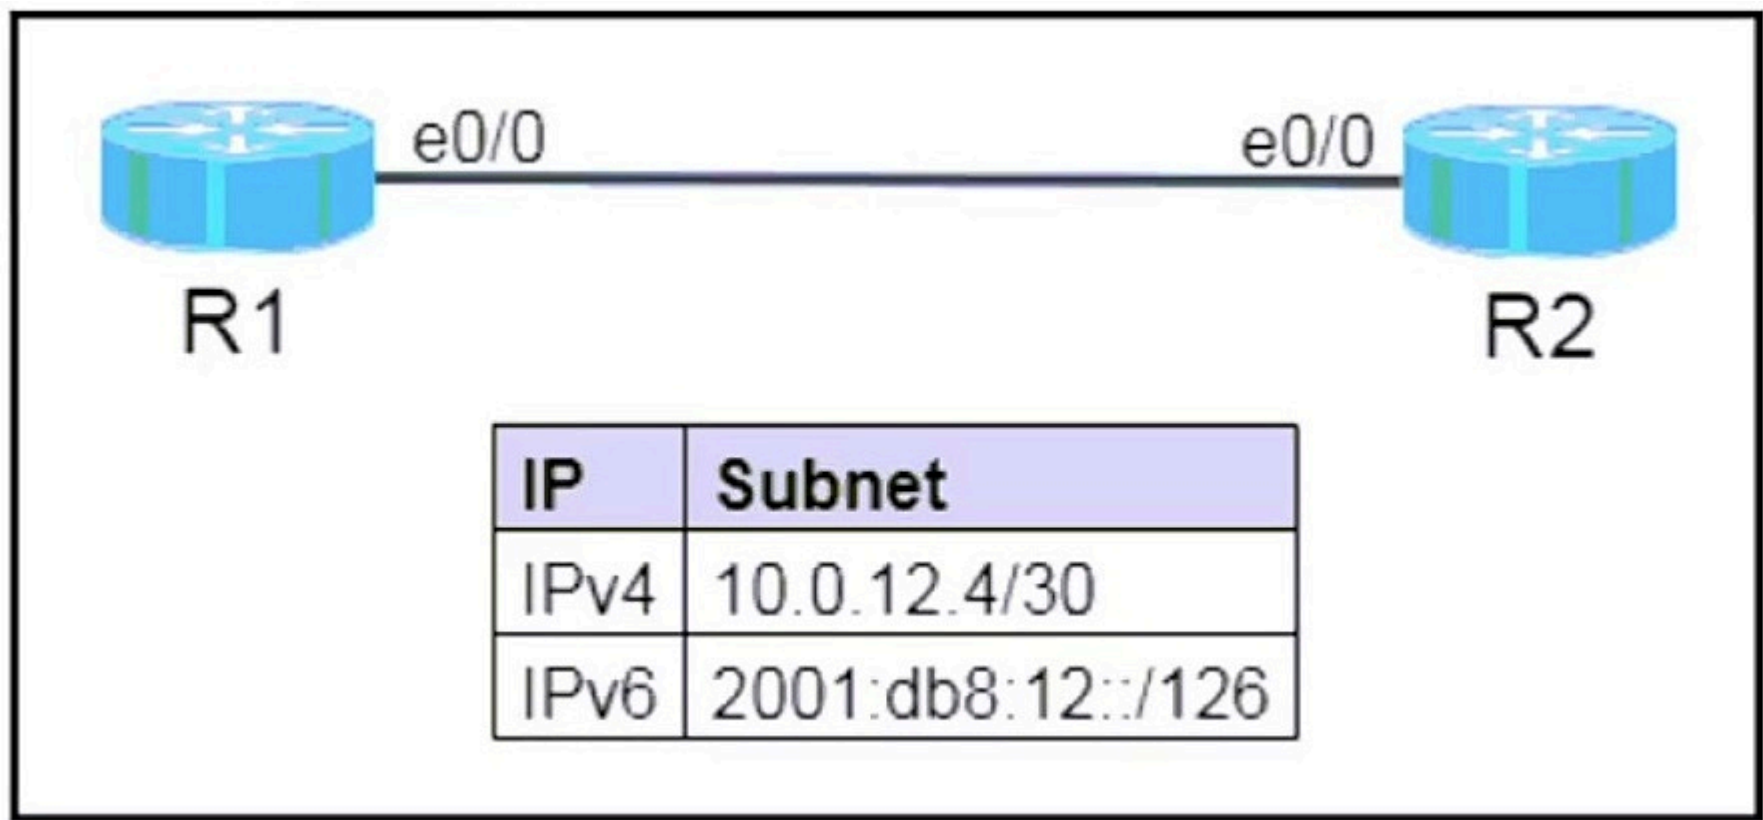 e0/0 e0/0
R1 R2
IP Subnet
IPv4 10.0.12.4/30
IPv6 2001:db8:12::/126